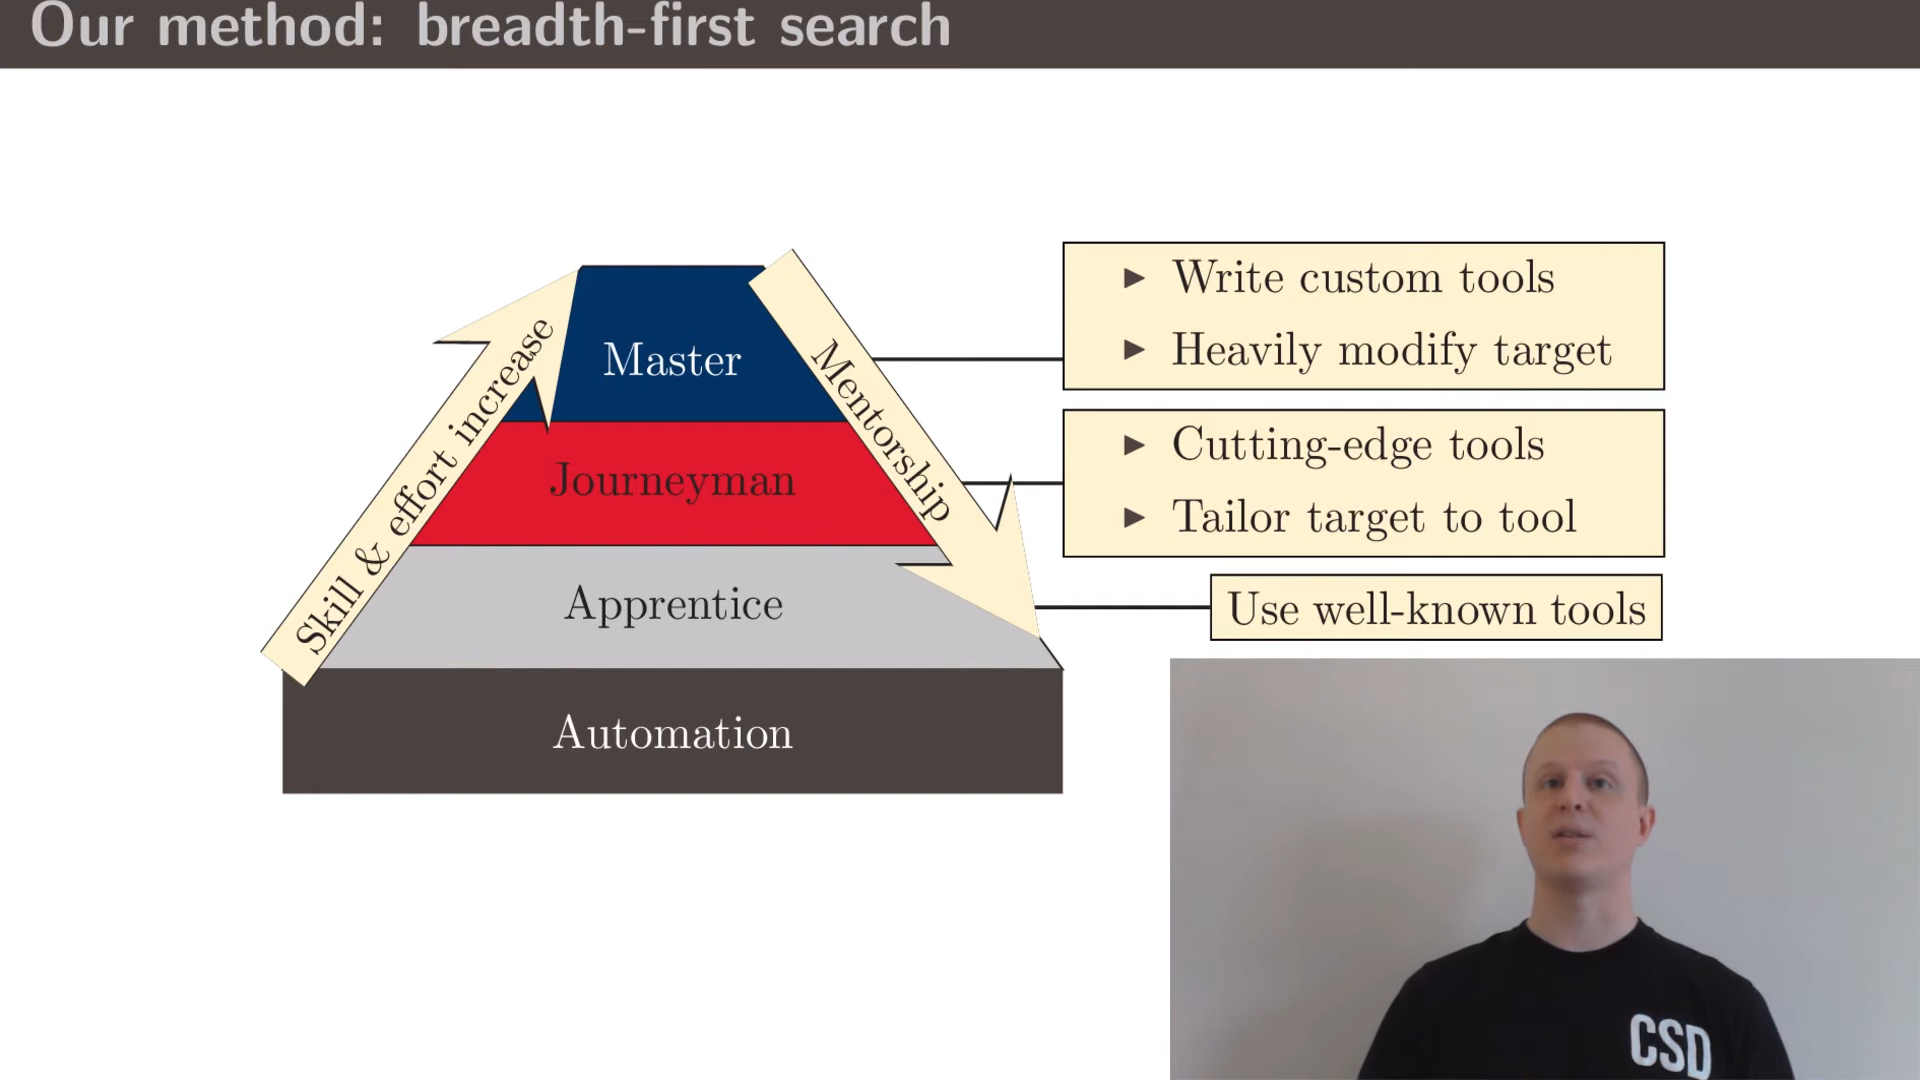 Our method: breadth-first search
Skill & effort increase
Mentorship
Master
Journeyman
Apprentice
Automation
► Write custom tools
► Heavily modify target
► Cutting-edge tools
► Tailor target to tool
Use well-known tools
CSD